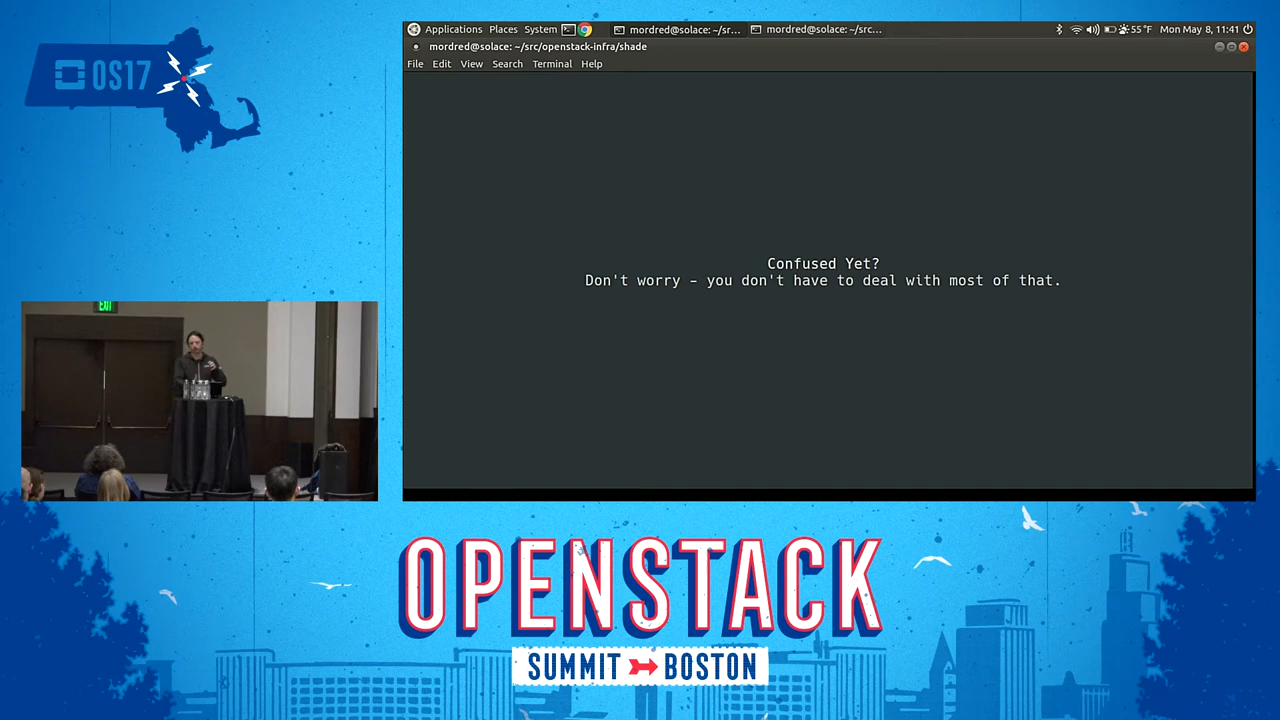 OS17
Applications Places System mordred@solace: ~/sr... mordred@solace: ~/src... 55 °F Mon May 8, 11:41
mordred@solace: ~/src/openstack-infra/shade
File Edit View Search Terminal Help
Confused Yet?
Don't worry – you don't have to deal with most of that.
EXIT
OPENSTACK
SUMMIT BOSTON